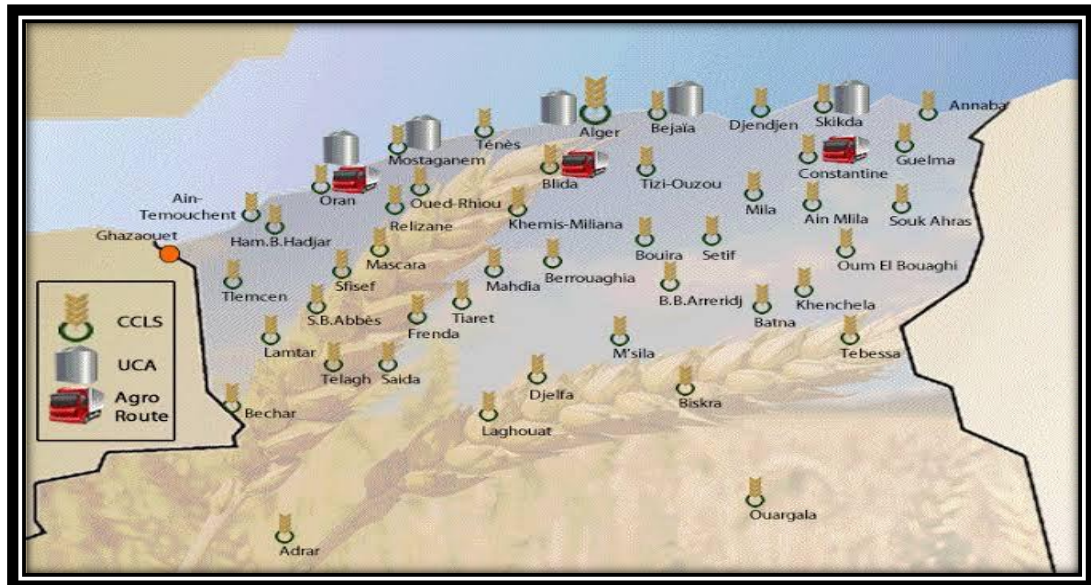 Alger
Bejaïa
Djendjen
Skikda
Annaba
Ténès
Mostaganem
Guelma
Constantine
Blida
Tizi-Ouzou
Oran
Oued-Rhiou
Mila
Ain Mlila
Souk Ahras
Ain-
Temouchent
Relizane
Khemis-Miliana
Ham.B.Hadjar
Ghazaouet
Mascara
Bouira
Setif
Oum El Bouaghi
Berrouaghia
Sfisef
Mahdia
Tlemcen
B.B.Arreridj
Khenchela
S.B.Abbès
Frenda
Tiaret
Batna
CCLS
Lamtar
M'sila
Tebessa
UCA
Telagh
Saida
Agro
Route
Djelfa
Biskra
Bechar
Laghouat
Ouargala
Adrar